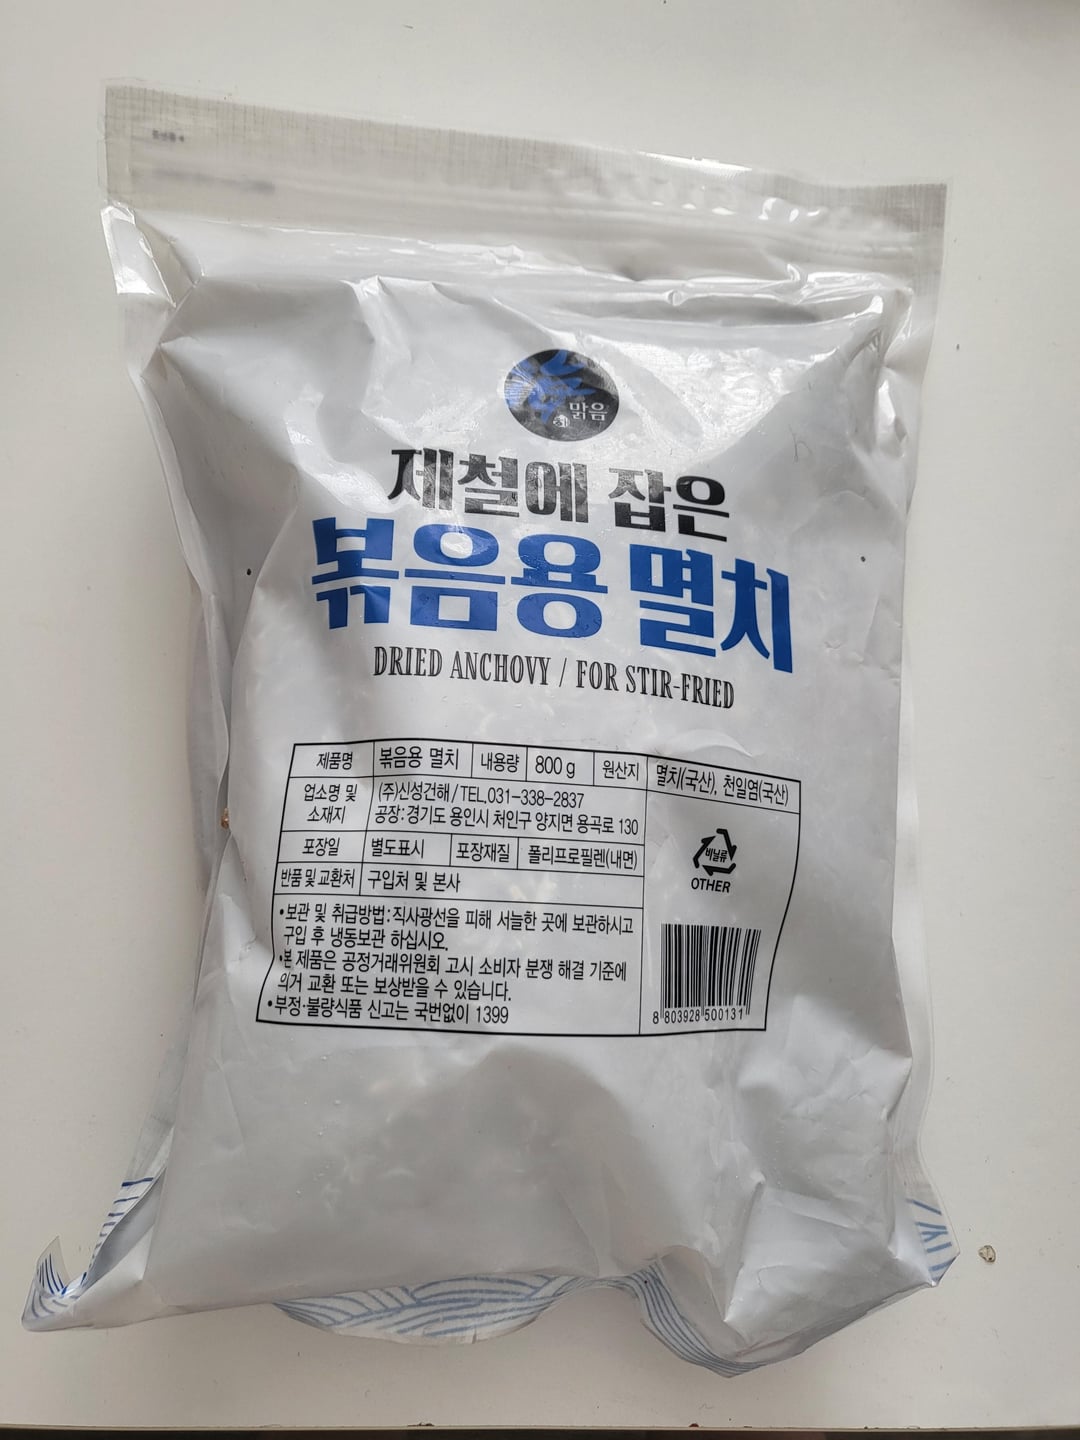 맑음
제철에 잡은
볶음용 멸치
DRIED ANCHOVY / FOR STIR-FRIED
제품명 볶음용 멸치 내용량 800 g 원산지 멸치(국산), 천일염(국산)
업소명 및 소재지 (주)신성건해/TEL.031-338-2837
공장:경기도 용인시 처인구 양지면 용곡로 130
포장일 별도표시 포장재질 폴리프로필렌(내면)
반품 및 교환처 구입처 및 본사
•보관 및 취급방법:직사광선을 피해 서늘한 곳에 보관하시고
구입 후 냉동보관 하십시오.
•본 제품은 공정거래위원회 고시 소비자 분쟁 해결 기준에
의거 교환 또는 보상받을 수 있습니다.
•부정·불량식품 신고는 국번없이 1399
비닐류
OTHER
8 803928 500131